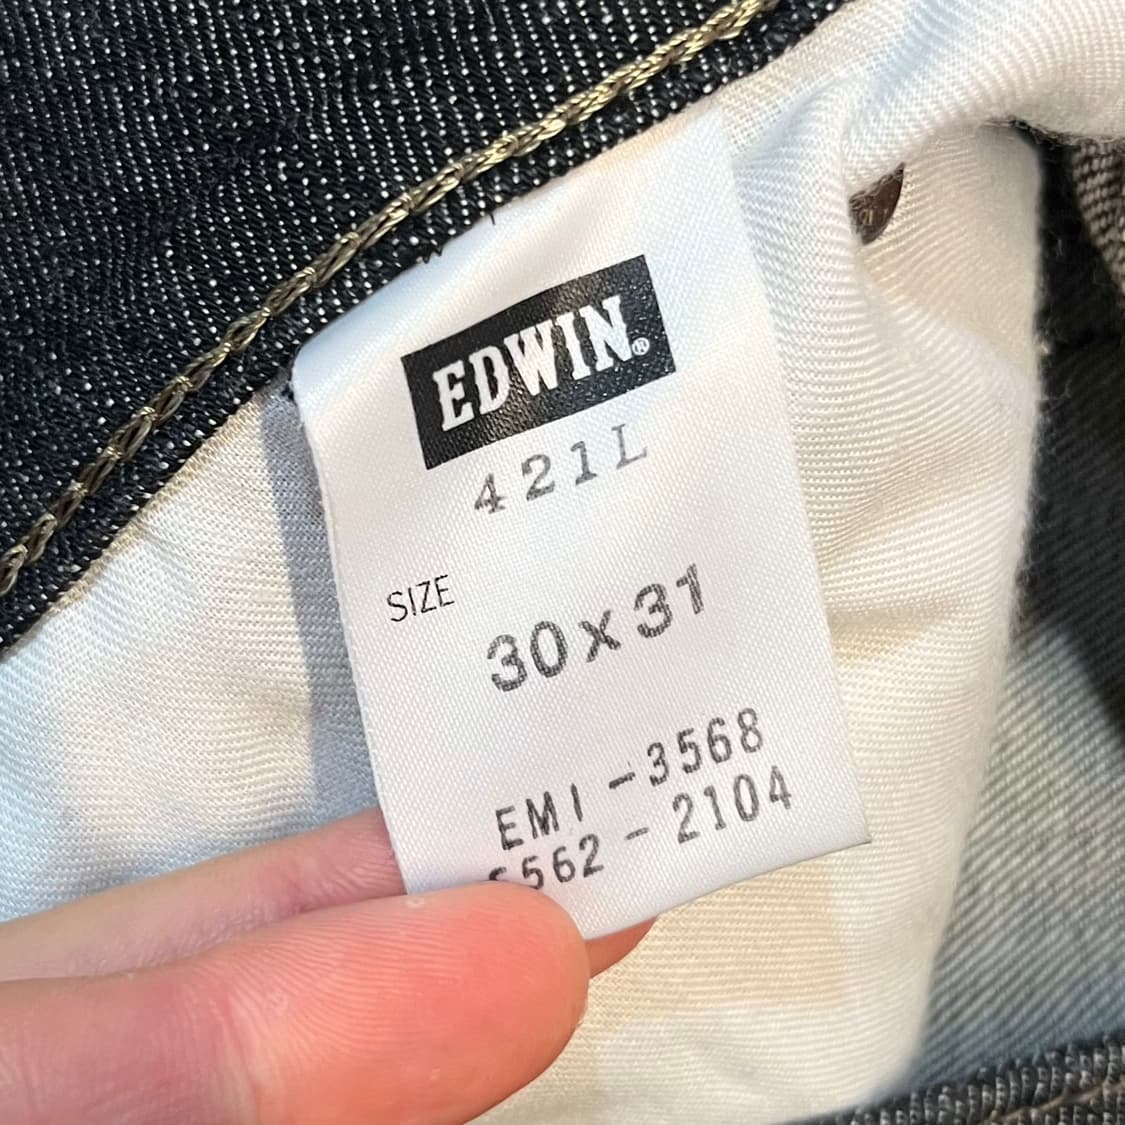 EDWIN®
421L
SIZE
30x31
EMI-3568
562-2104